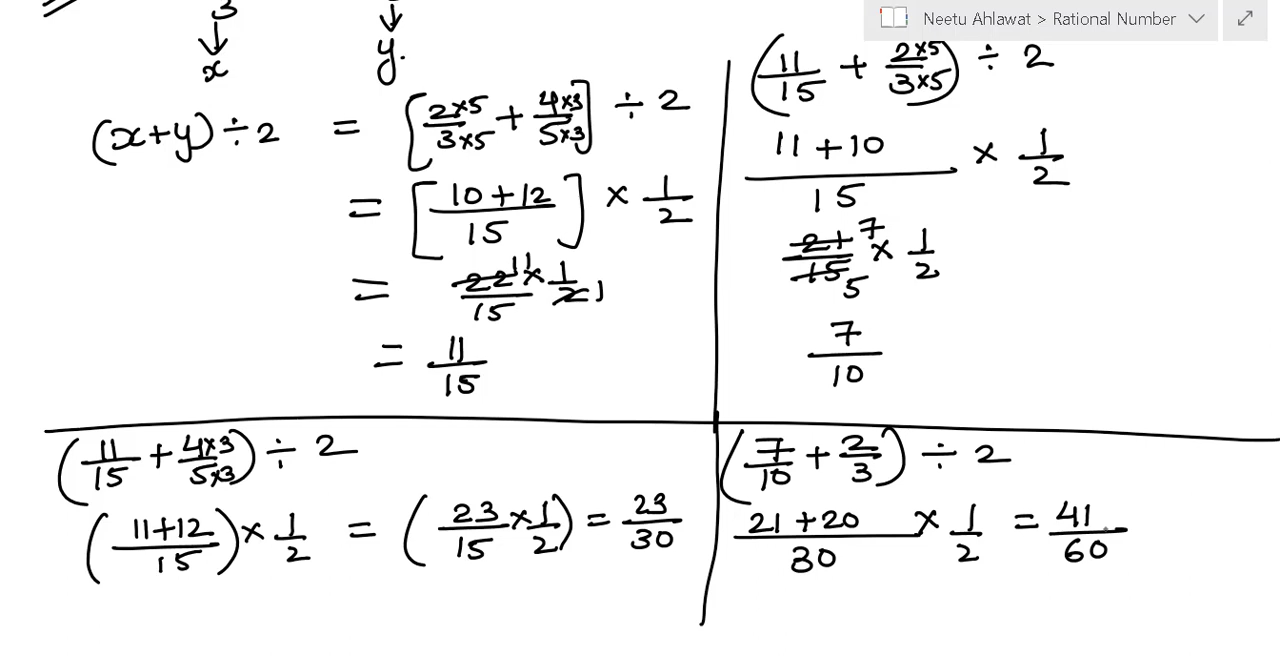 Neetu Ahlawat > Rational Number
3
↓ ↓
x y.
(x+y) ÷ 2 = [2×5/3×5 + 4×3/5×3] ÷ 2
= [10+12/15] × 1/2
= 22 11/15 × 1/2 1
= 11/15
(11/15 + 2×5/3×5) ÷ 2
11+10/15 × 1/2
21 7/15 5 × 1/2
7/10
(11/15 + 4×3/5×3) ÷ 2
(11+12/15) × 1/2 = (23/15 × 1/2) = 23/30
(7/10 + 2/3) ÷ 2
21+20/30 × 1/2 = 41/60